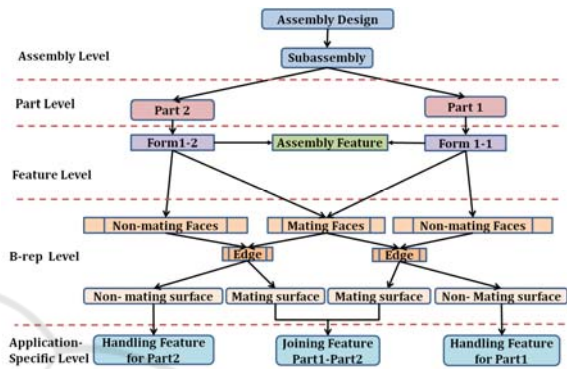 Assembly Design
Assembly Level
Subassembly
Part Level
Part 2
Part 1
Form1-2
Assembly Feature
Form 1-1
Feature Level
Non-mating Faces
Mating Faces
Non-mating Faces
B-rep Level
Edge
Edge
Non- mating surface
Mating surface
Mating surface
Non- Mating surface
Application-
Specific Level
Handling Feature
for Part2
Joining Feature
Part1-Part2
Handling Feature
for Part1